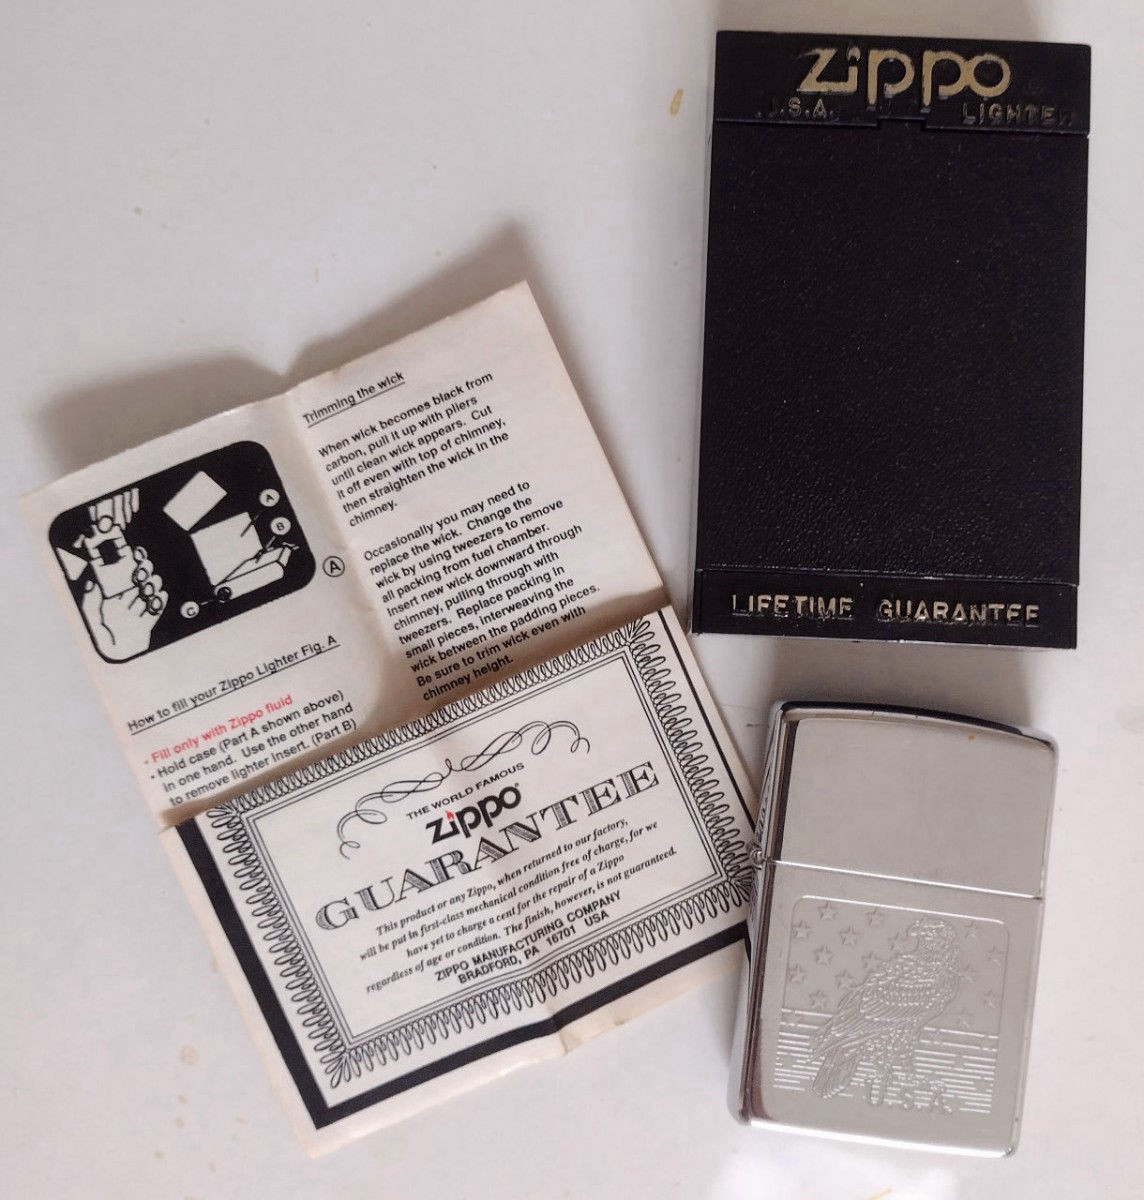 Zippo
U.S.A. LIGHTER
LIFETIME GUARANTEE
Trimming the wick
When wick becomes black from
carbon, pull it up with pliers
until clean wick appears. Cut
it off even with top of chimney,
then straighten the wick in the
chimney.
Occasionally you may need to
replace the wick. Change the
wick by using tweezers to remove
all packing from fuel chamber.
Insert new wick downward through
chimney, pulling through with
tweezers. Replace packing in
small pieces, interweaving the
wick between the padding pieces.
Be sure to trim wick even with
chimney height.
A
B
C
A
How to fill your Zippo Lighter Fig. A
• Fill only with Zippo fluid
• Hold case (Part A shown above)
in one hand. Use the other hand
to remove lighter insert. (Part B)
THE WORLD FAMOUS
zippo®
GUARANTEE
This product or any Zippo, when returned to our factory,
will be put in first-class mechanical condition free of charge, for we
have yet to charge a cent for the repair of a Zippo
regardless of age or condition. The finish, however, is not guaranteed.
ZIPPO MANUFACTURING COMPANY
BRADFORD, PA 16701 USA
U.S.A.